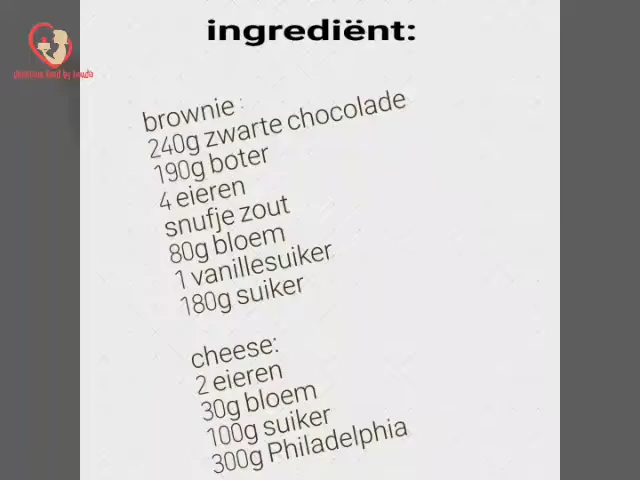 ingrediënt:
brownie :
240g zwarte chocolade
190g boter
4 eieren
snufje zout
80g bloem
1 vanillesuiker
180g suiker
cheese:
2 eieren
30g bloem
100g suiker
300g Philadelphia